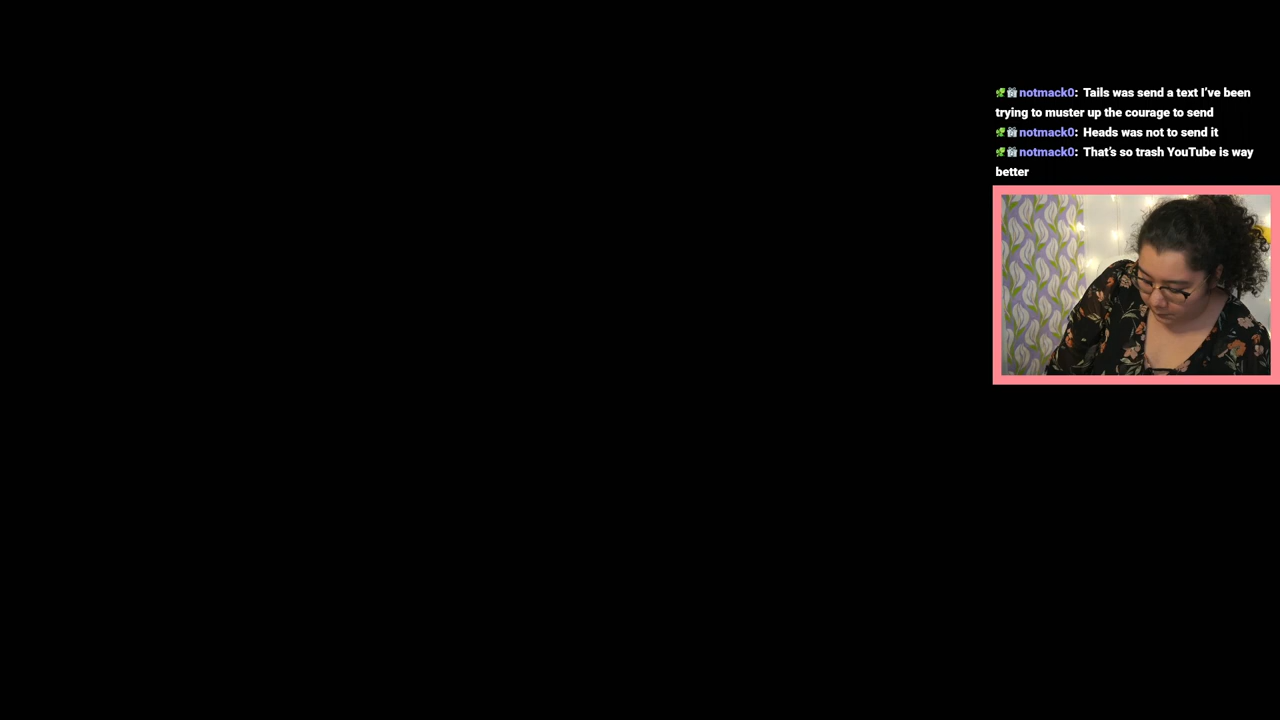 notmack0: Tails was send a text I've been
trying to muster up the courage to send
notmack0: Heads was not to send it
notmack0: That's so trash YouTube is way
better